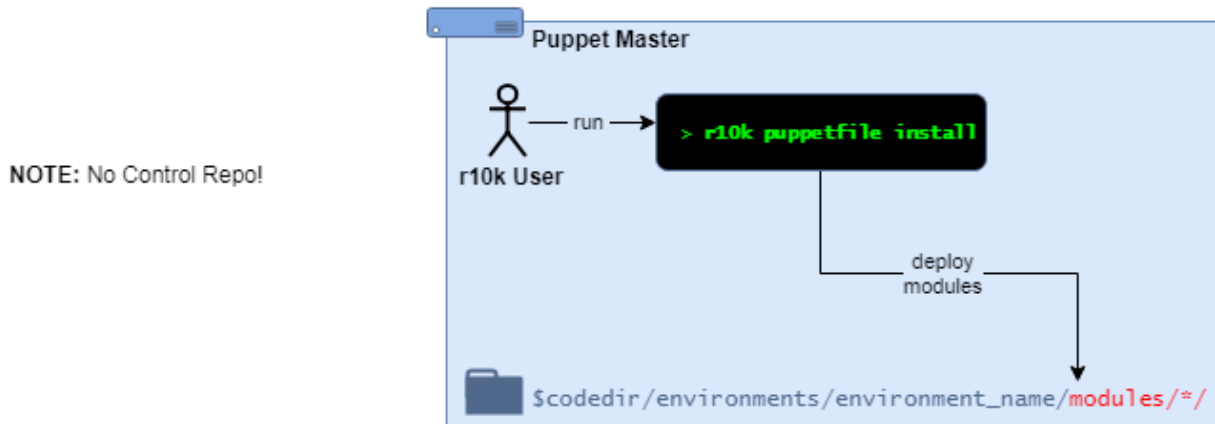 Puppet Master
run
> r10k puppetfile install
r10k User
NOTE: No Control Repo!
deploy
modules
$codedir/environments/environment_name/modules/*/